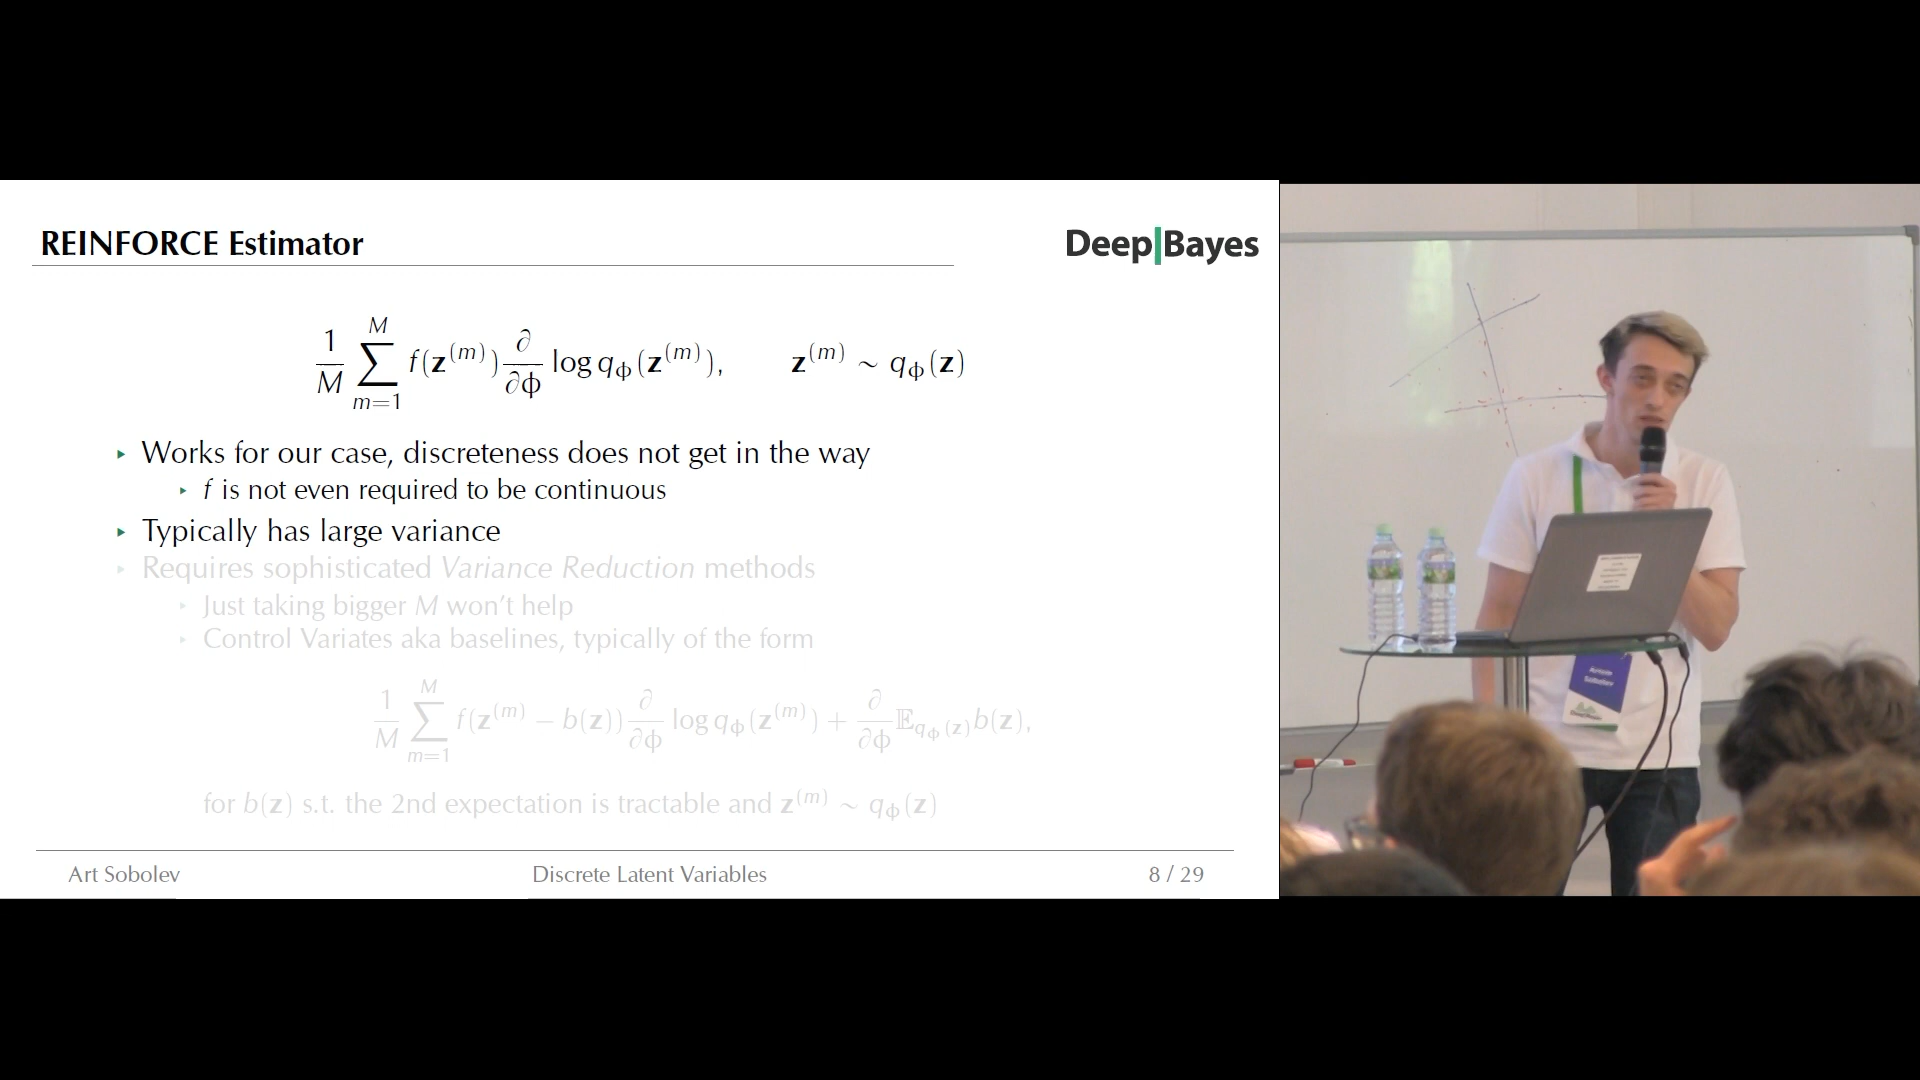 REINFORCE Estimator
Deep|Bayes
1/M ∑_{m=1}^{M} f(z^{(m)}) ∂/∂ϕ log q_ϕ(z^{(m)}), z^{(m)} ~ q_ϕ(z)
▸ Works for our case, discreteness does not get in the way
▸ f is not even required to be continuous
▸ Typically has large variance
▸ Requires sophisticated Variance Reduction methods
▸ Just taking bigger M won't help
▸ Control Variates aka baselines, typically of the form
1/M ∑_{m=1}^{M} f(z^{(m)} − b(z)) ∂/∂ϕ log q_ϕ(z^{(m)}) + ∂/∂ϕ 𝔼_{q_ϕ(z)} b(z),
for b(z) s.t. the 2nd expectation is tractable and z^{(m)} ~ q_ϕ(z)
Art Sobolev
Discrete Latent Variables
8 / 29